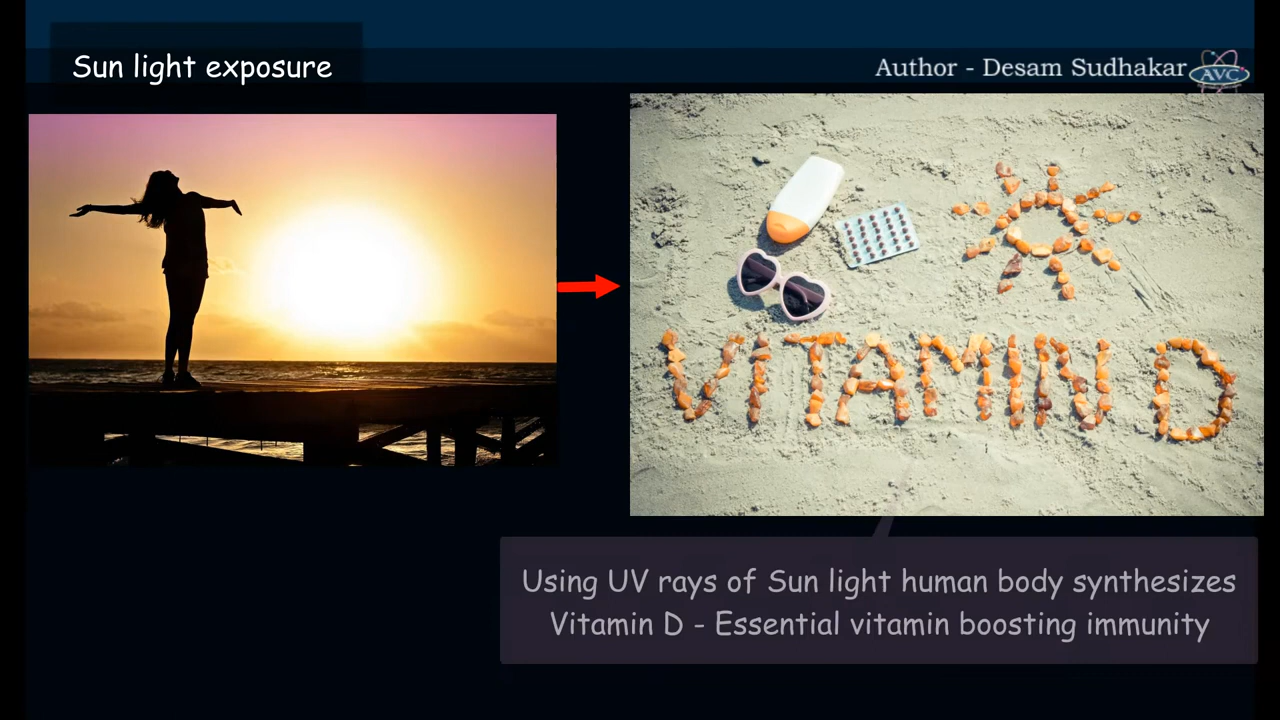 Sun light exposure
Author - Desam Sudhakar
AVC
VITAMIN D
Using UV rays of Sun light human body synthesizes
Vitamin D - Essential vitamin boosting immunity